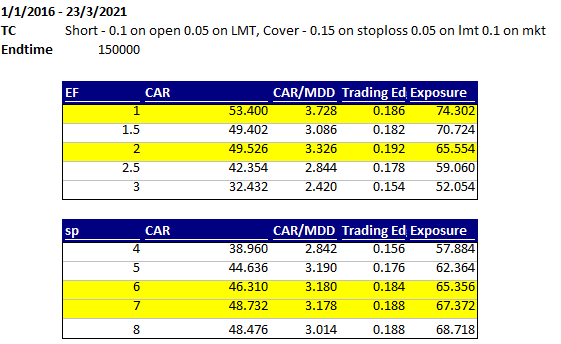 1/1/2016 - 23/3/2021
TC Short - 0.1 on open 0.05 on LMT, Cover - 0.15 on stoploss 0.05 on lmt 0.1 on mkt
Endtime 150000
EF CAR CAR/MDD Trading Ed Exposure
1 53.400 3.728 0.186 74.302
1.5 49.402 3.086 0.182 70.724
2 49.526 3.326 0.192 65.554
2.5 42.354 2.844 0.178 59.060
3 32.432 2.420 0.154 52.054
sp CAR CAR/MDD Trading Ed Exposure
4 38.960 2.842 0.156 57.884
5 44.636 3.190 0.176 62.364
6 46.310 3.180 0.184 65.356
7 48.732 3.178 0.188 67.372
8 48.476 3.014 0.188 68.718